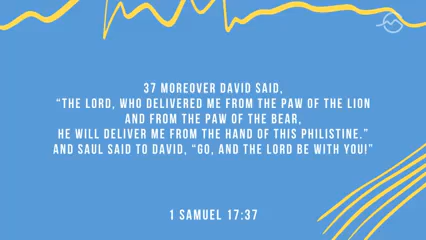 37 MOREOVER DAVID SAID,
“THE LORD, WHO DELIVERED ME FROM THE PAW OF THE LION
AND FROM THE PAW OF THE BEAR,
HE WILL DELIVER ME FROM THE HAND OF THIS PHILISTINE.”
AND SAUL SAID TO DAVID, “GO, AND THE LORD BE WITH YOU!”
1 SAMUEL 17:37